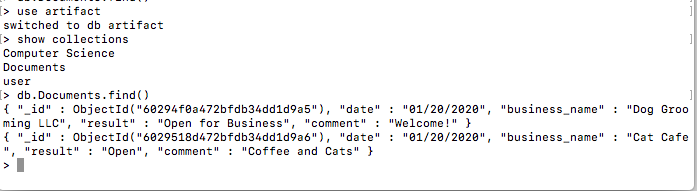 > use artifact
switched to db artifact
> show collections
Computer Science
Documents
user
> db.Documents.find()
{ "_id" : ObjectId("60294f0a472bfdb34dd1d9a5"), "date" : "01/20/2020", "business_name" : "Dog Groo
ming LLC", "result" : "Open for Business", "comment" : "Welcome!" }
{ "_id" : ObjectId("6029518d472bfdb34dd1d9a6"), "date" : "01/20/2020", "business_name" : "Cat Cafe
", "result" : "Open", "comment" : "Coffee and Cats" }
>